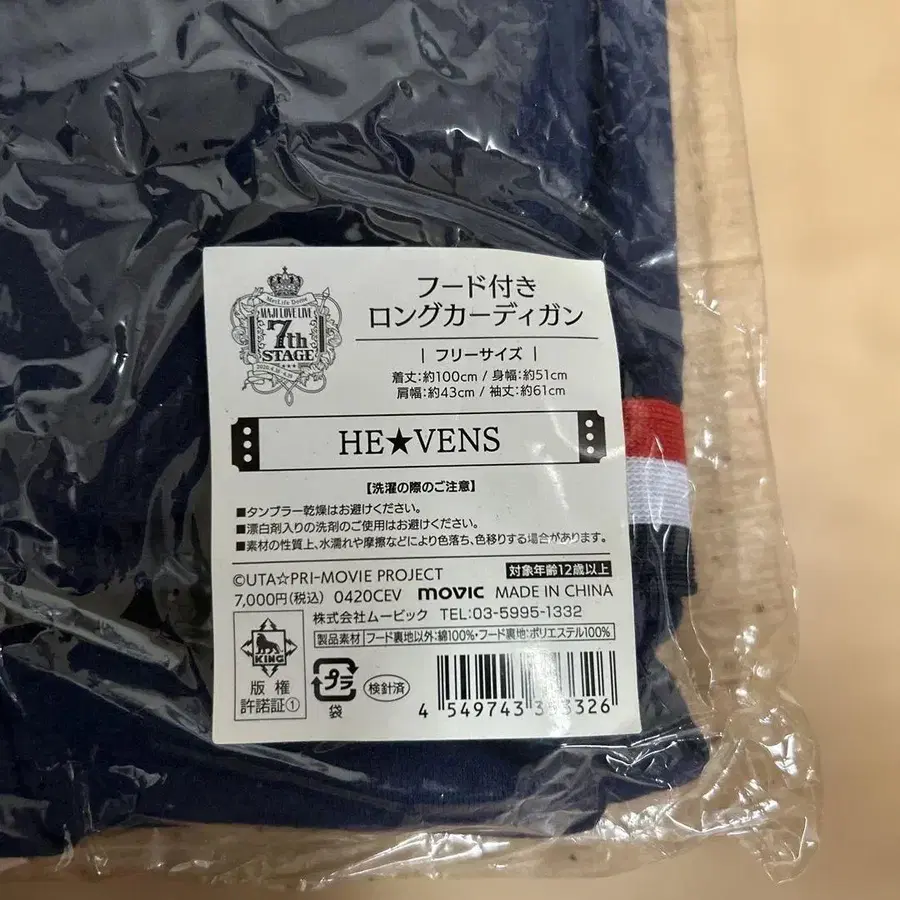 MetLife Dome
MAJI LOVE LIVE
7th
STAGE
フード付き
ロングカーディガン
| フリーサイズ |
着丈：約100cm / 身幅：約51cm
肩幅：約43cm / 袖丈：約61cm
HE★VENS
【洗濯の際のご注意】
■タンブラー乾燥はお避けください。
■漂白剤入りの洗剤のご使用はお避けください。
■素材の性質上、水濡れや摩擦などにより色落ち、色移りする場合があります。
©UTA☆PRI-MOVIE PROJECT 対象年齢12歳以上
7,000円(税込) 0420CEV movic MADE IN CHINA
株式会社ムービック TEL：03-5995-1332
製品素材 フード裏地以外：綿100%・フード裏地：ポリエステル100%
KING
版権
許諾証①
プラ
袋
検針済
4 549743 353326